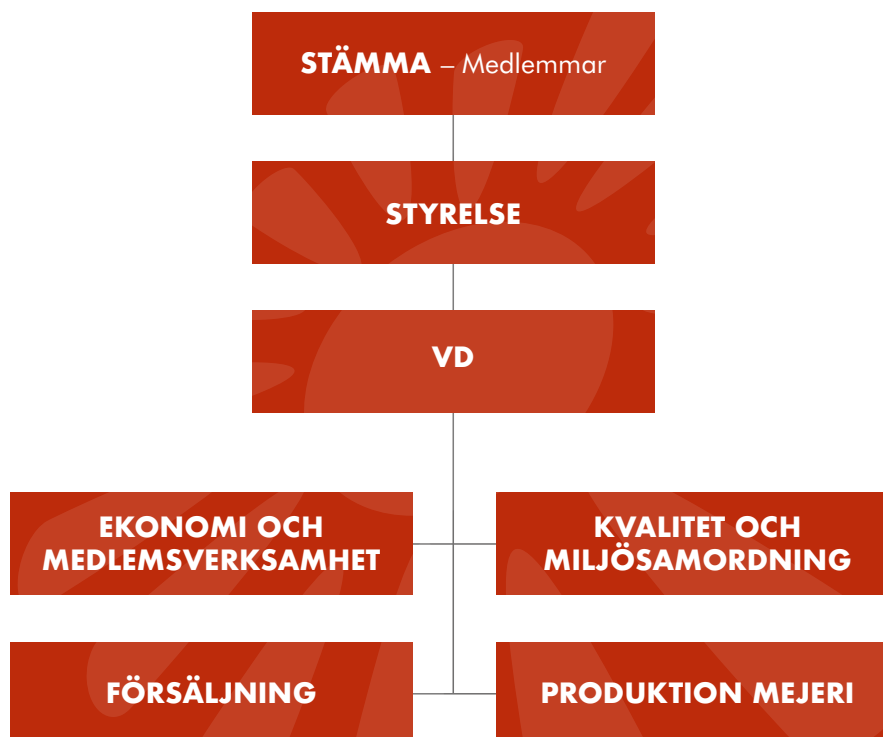 STÄMMA – Medlemmar
STYRELSE
VD
EKONOMI OCH
MEDLEMSVERKSAMHET
KVALITET OCH
MILJÖSAMORDNING
FÖRSÄLJNING
PRODUKTION MEJERI